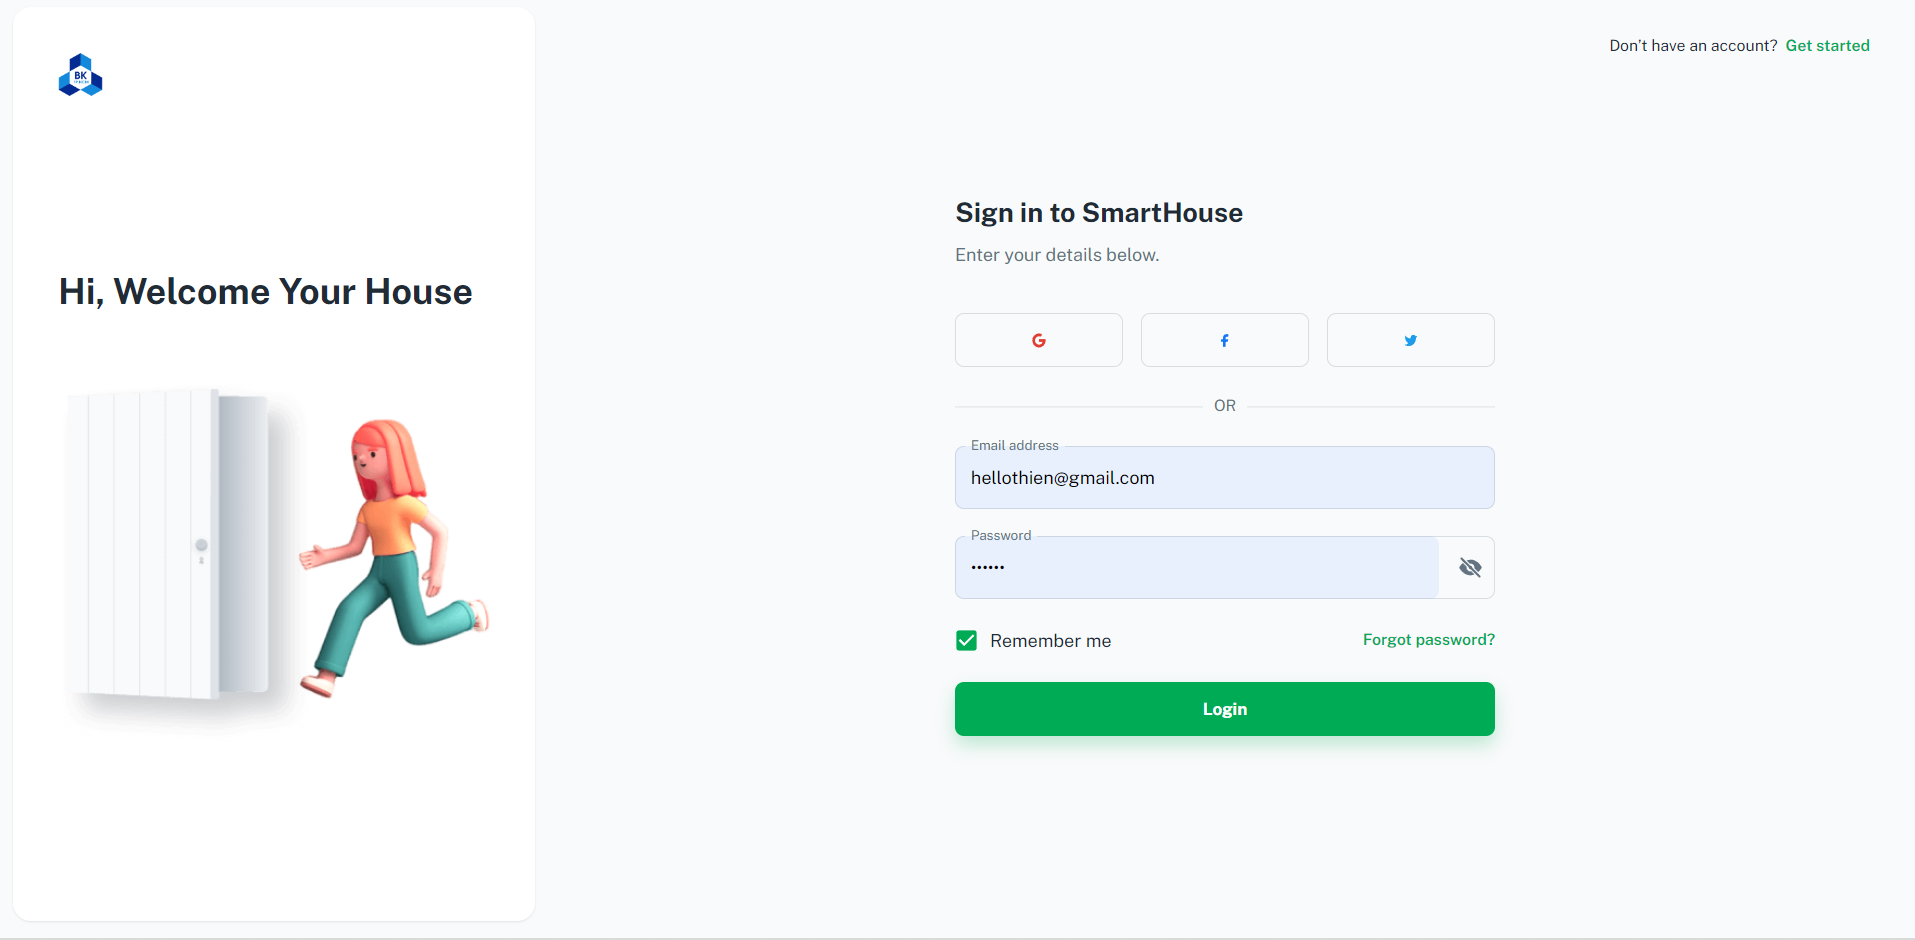 BK
Don't have an account? Get started
Hi, Welcome Your House
Sign in to SmartHouse
Enter your details below.
OR
Email address
hellothien@gmail.com
Password
••••••
Remember me
Forgot password?
Login